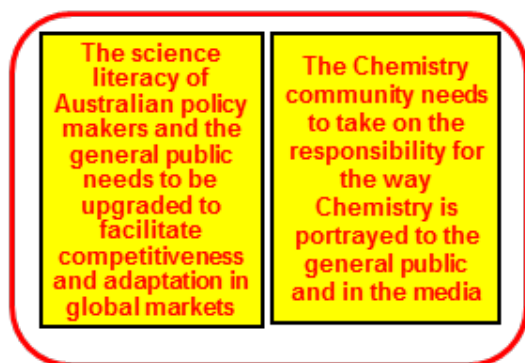 The science
literacy of
Australian policy
makers and the
general public
needs to be
upgraded to
facilitate
competitiveness
and adaptation in
global markets
The Chemistry
community needs
to take on the
responsibility for
the way
Chemistry is
portrayed to the
general public
and in the media